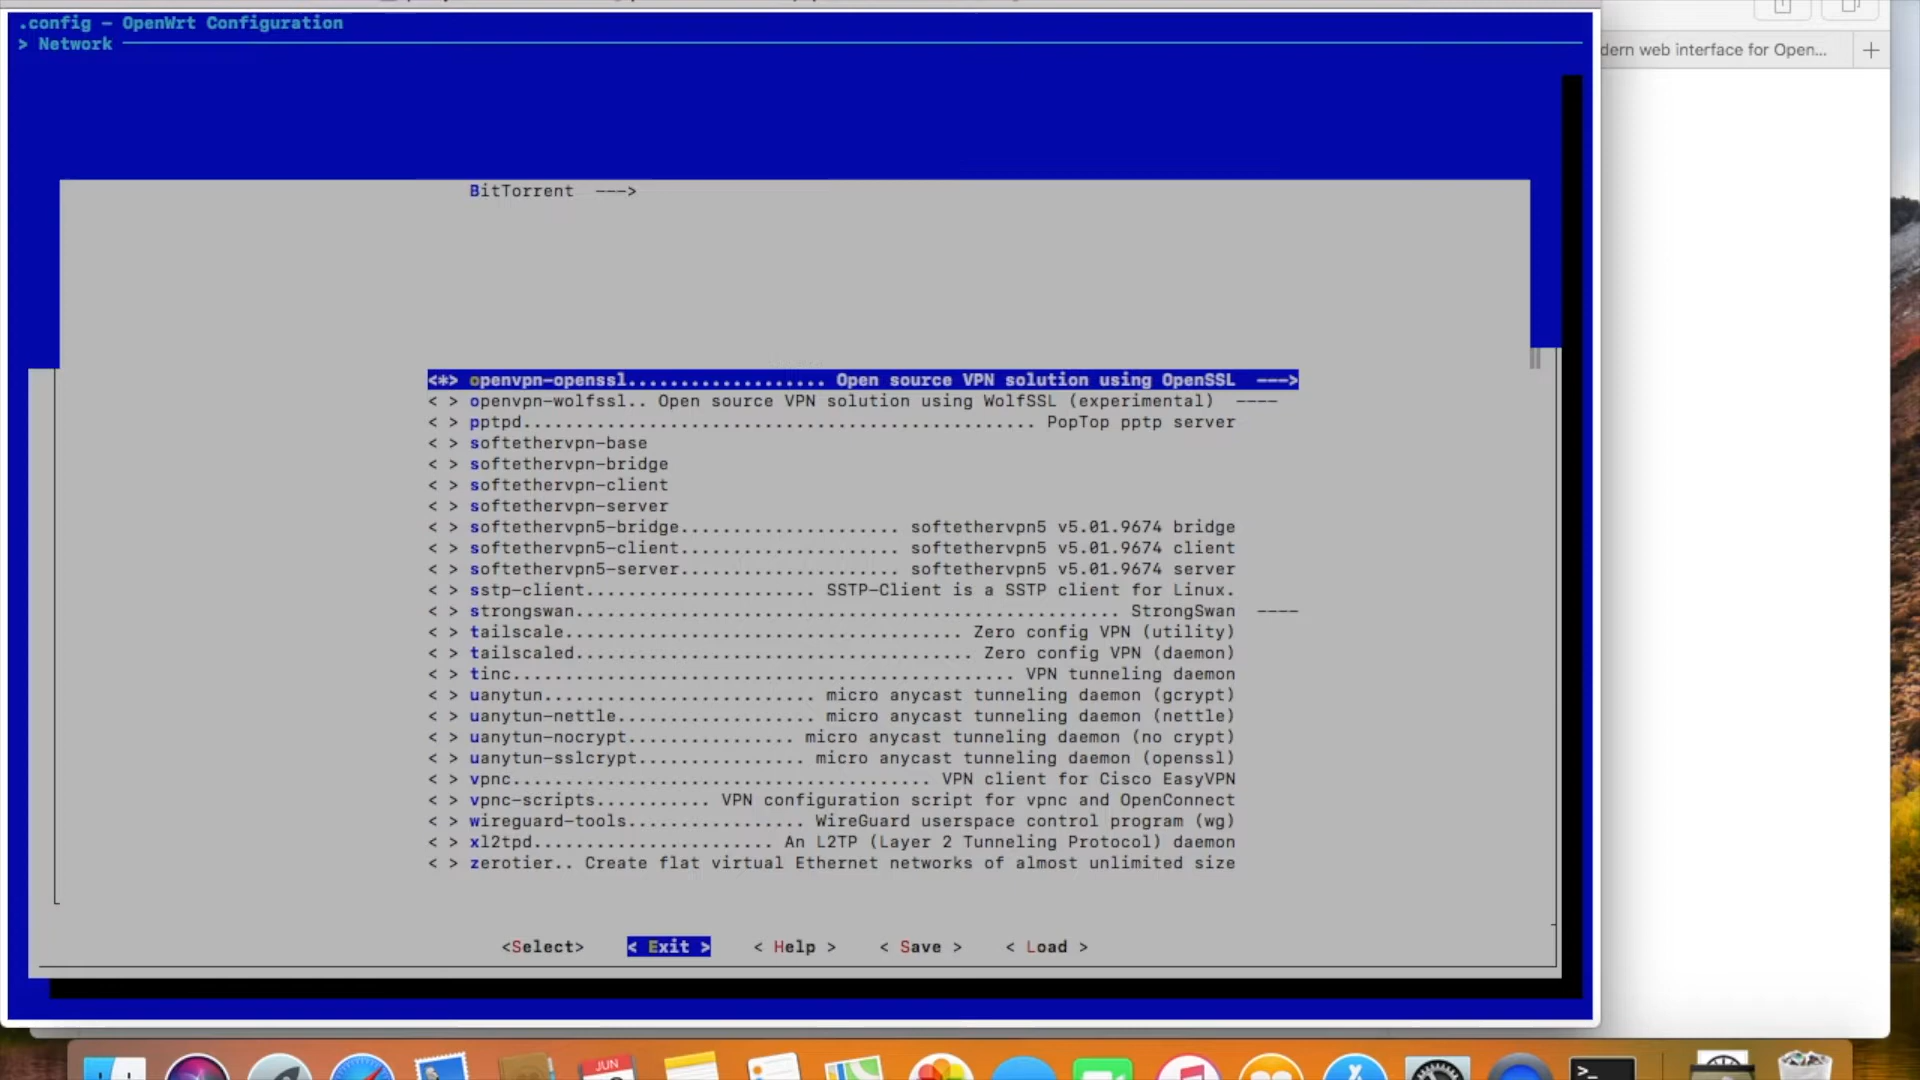 .config - OpenWrt Configuration
> Network
dern web interface for Open...
BitTorrent  --->
<*> openvpn-openssl................... Open source VPN solution using OpenSSL  --->
< > openvpn-wolfssl.. Open source VPN solution using WolfSSL (experimental)  ----
< > pptpd................................................. PopTop pptp server
< > softethervpn-base
< > softethervpn-bridge
< > softethervpn-client
< > softethervpn-server
< > softethervpn5-bridge..................... softethervpn5 v5.01.9674 bridge
< > softethervpn5-client..................... softethervpn5 v5.01.9674 client
< > softethervpn5-server..................... softethervpn5 v5.01.9674 server
< > sstp-client...................... SSTP-Client is a SSTP client for Linux.
< > strongswan.................................................... StrongSwan  ----
< > tailscale...................................... Zero config VPN (utility)
< > tailscaled...................................... Zero config VPN (daemon)
< > tinc................................................ VPN tunneling daemon
< > uanytun.......................... micro anycast tunneling daemon (gcrypt)
< > uanytun-nettle................... micro anycast tunneling daemon (nettle)
< > uanytun-nocrypt................ micro anycast tunneling daemon (no crypt)
< > uanytun-sslcrypt................ micro anycast tunneling daemon (openssl)
< > vpnc........................................ VPN client for Cisco EasyVPN
< > vpnc-scripts........... VPN configuration script for vpnc and OpenConnect
< > wireguard-tools................. WireGuard userspace control program (wg)
< > xl2tpd....................... An L2TP (Layer 2 Tunneling Protocol) daemon
< > zerotier.. Create flat virtual Ethernet networks of almost unlimited size
<Select>    < Exit >    < Help >    < Save >    < Load >
JUN